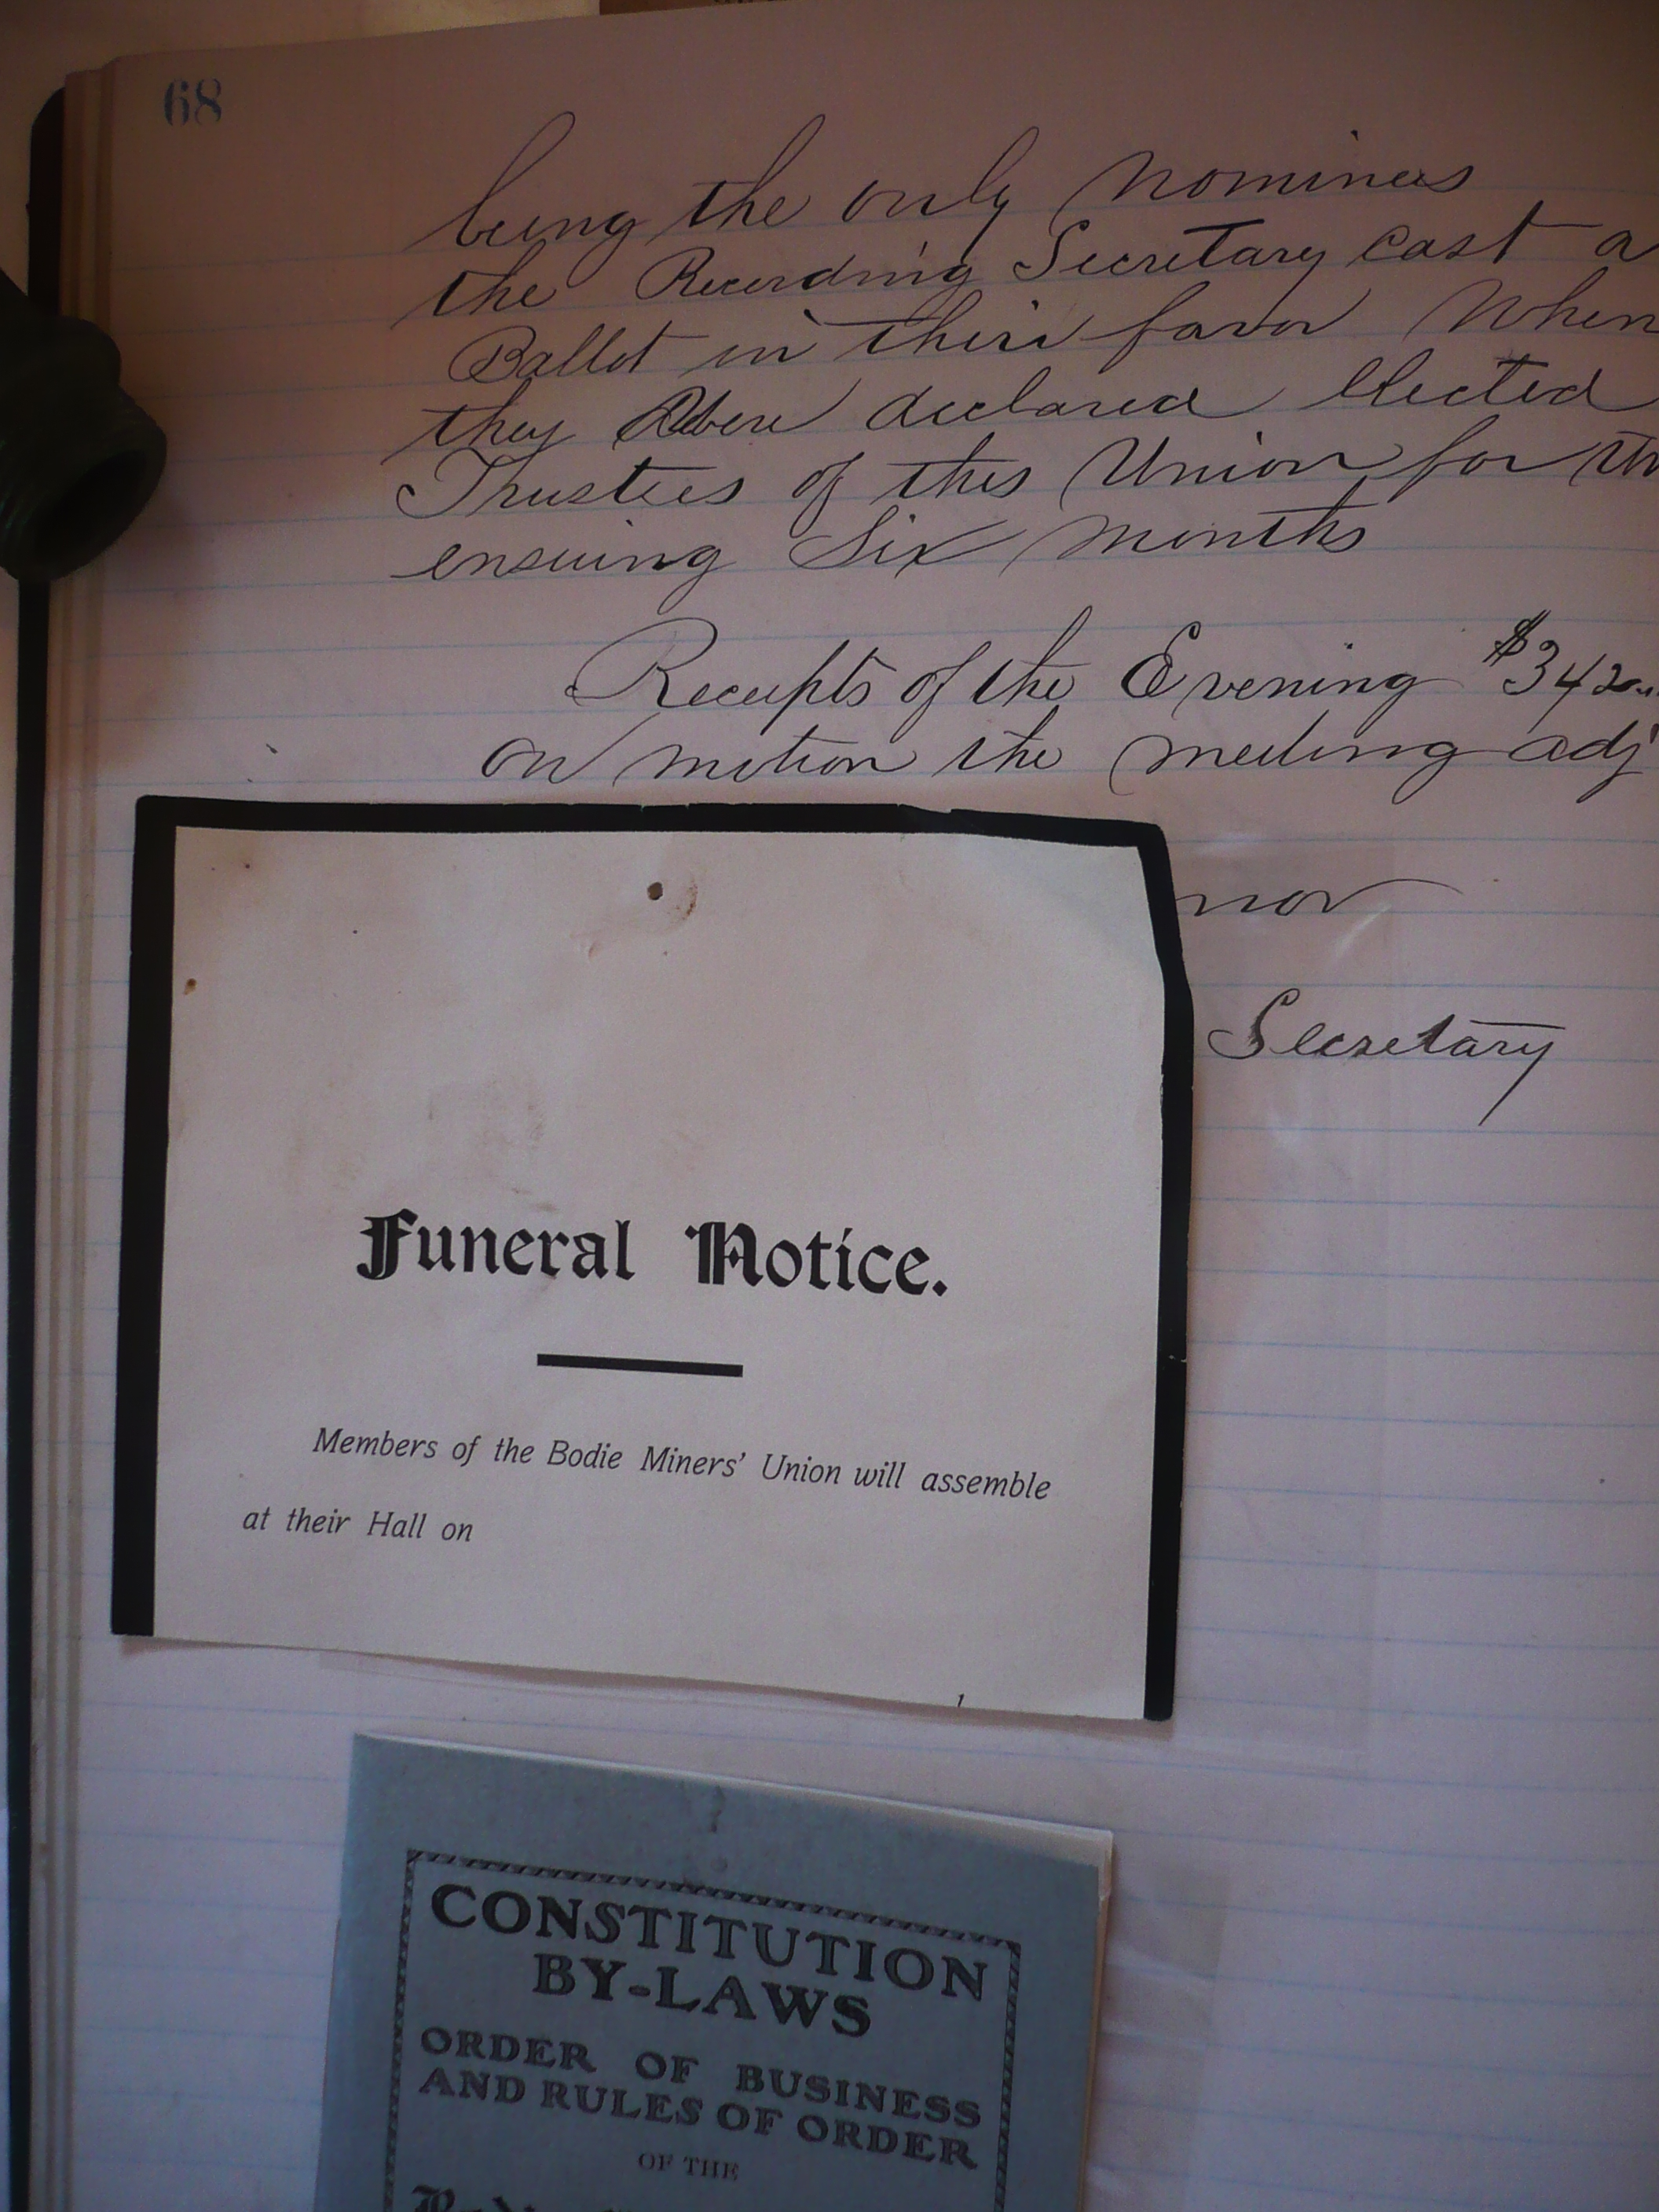 68
being the only Nominees
the Recording Secretary cast a
Ballot in their favor When
they Were declared Elected
Trustees of this Union for
ensuing Six Months
Receipts of the Evening $342
on motion the meeting adj
nor
Secretary
Funeral Notice.
Members of the Bodie Miners' Union will assemble
at their Hall on
CONSTITUTION
BY-LAWS
ORDER OF BUSINESS
AND RULES OF ORDER
OF THE